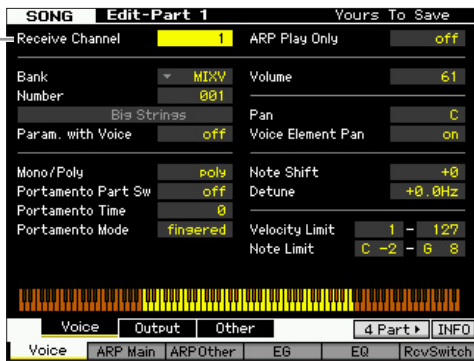 SONG Edit-Part 1 Yours To Save
Receive Channel 1 ARP Play Only off
Bank MIXV Volume 61
Number 001
Big Strings Pan C
Param. with Voice off Voice Element Pan on
Mono/Poly poly Note Shift +0
Portamento Part Sw off Detune +0.0Hz
Portamento Time 0
Portamento Mode fingered Velocity Limit 1 - 127
Note Limit C -2 - G 8
Voice Output Other 4 Part INFO
Voice ARP Main ARP Other EG EQ RcvSwitch